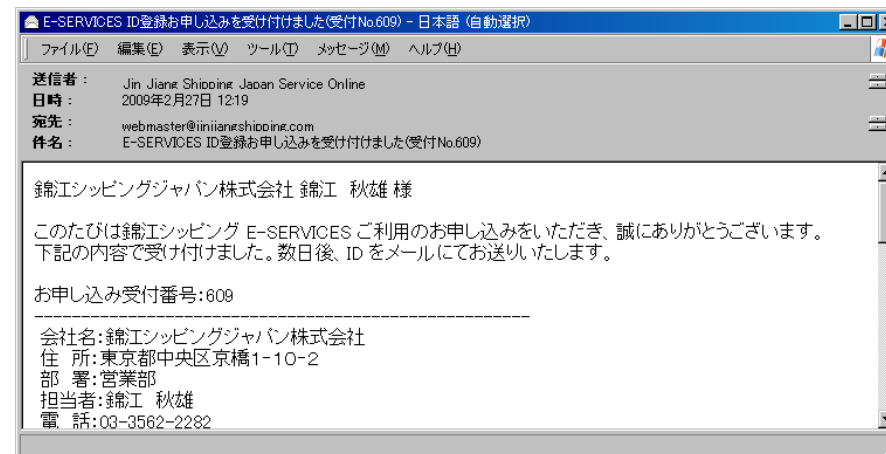 E-SERVICES ID登録お申し込みを受け付けました(受付No.609) - 日本語 (自動選択)
ファイル(F) 編集(E) 表示(V) ツール(T) メッセージ(M) ヘルプ(H)
送信者: Jin Jiang Shipping Japan Service Online
日時: 2009年2月27日 12:19
宛先: webmaster@jinjiangshipping.com
件名: E-SERVICES ID登録お申し込みを受け付けました(受付No.609)
錦江シッピングジャパン株式会社 錦江 秋雄 様
このたびは錦江シッピング E-SERVICES ご利用のお申し込みをいただき、誠にありがとうございます。
下記の内容で受け付けました。数日後、ID をメールにてお送りいたします。
お申し込み受付番号:609
------------------------------------------------------
会社名:錦江シッピングジャパン株式会社
住 所:東京都中央区京橋1-10-2
部 署:営業部
担当者:錦江 秋雄
電 話:03-3562-2282